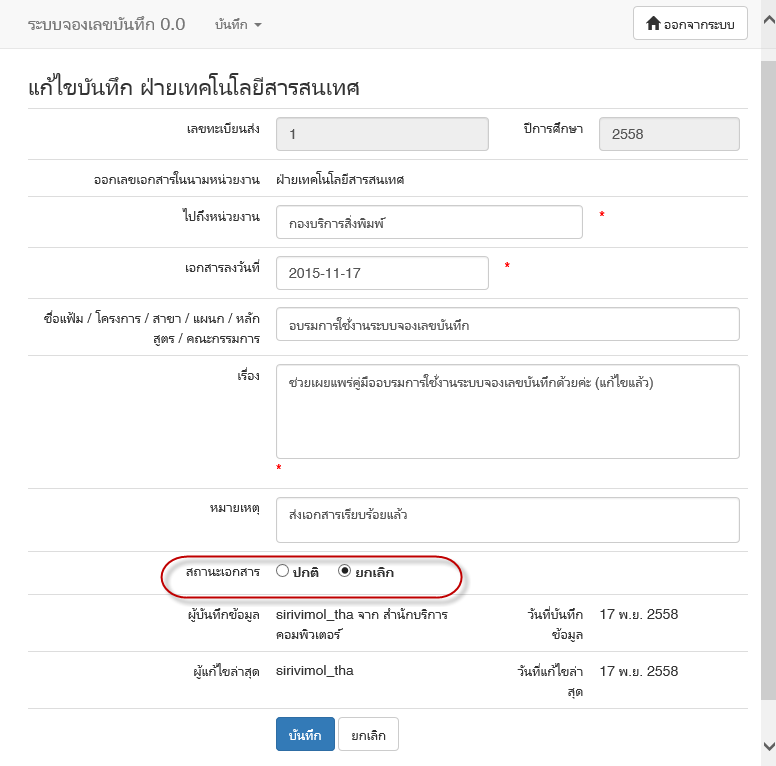 ระบบจองเลขบันทึก 0.0 บันทึก ออกจากระบบ
แก้ไขบันทึก ฝ่ายเทคโนโลยีสารสนเทศ
เลขทะเบียนส่ง 1 ปีการศึกษา 2558
ออกเลขเอกสารในนามหน่วยงาน ฝ่ายเทคโนโลยีสารสนเทศ
ไปถึงหน่วยงาน กองบริการสิ่งพิมพ์ *
เอกสารลงวันที่ 2015-11-17 *
ชื่อแฟ้ม / โครงการ / สาขา / แผนก / หลัก
สูตร / คณะกรรมการ
อบรมการใช้งานระบบจองเลขบันทึก
เรื่อง ช่วยเผยแพร่คู่มืออบรมการใช้งานระบบจองเลขบันทึกด้วยค่ะ (แก้ไขแล้ว)
*
หมายเหตุ ส่งเอกสารเรียบร้อยแล้ว
สถานะเอกสาร ปกติ ยกเลิก
ผู้บันทึกข้อมูล sirivimol_tha จาก สำนักบริการ
คอมพิวเตอร์
วันที่บันทึก
ข้อมูล
17 พ.ย. 2558
ผู้แก้ไขล่าสุด sirivimol_tha วันที่แก้ไขล่า
สุด
17 พ.ย. 2558
บันทึก ยกเลิก